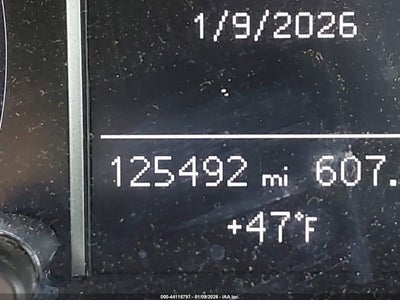 1/9/2026
125492 mi 607.
+47°F
000-44118797 - 01/09/2026 - IAA, Inc.